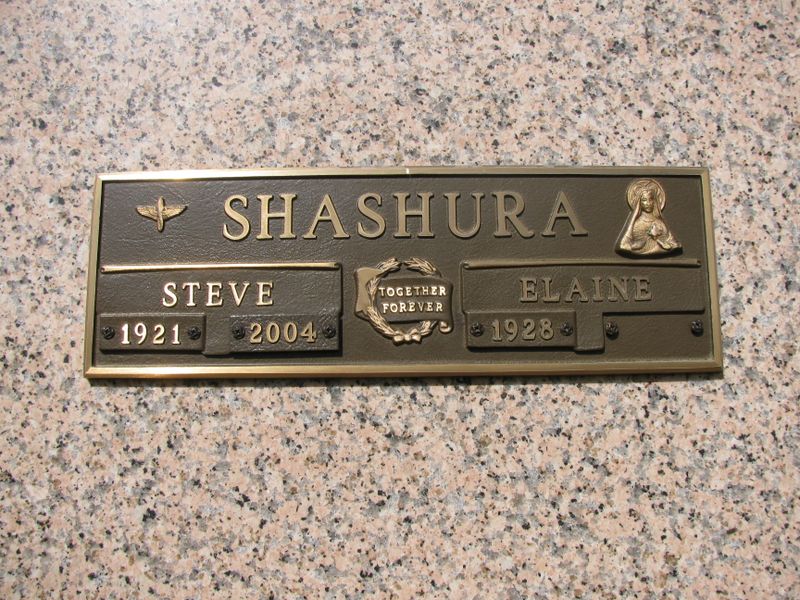 SHASHURA
STEVE
1921 2004
TOGETHER
FOREVER
ELAINE
1928